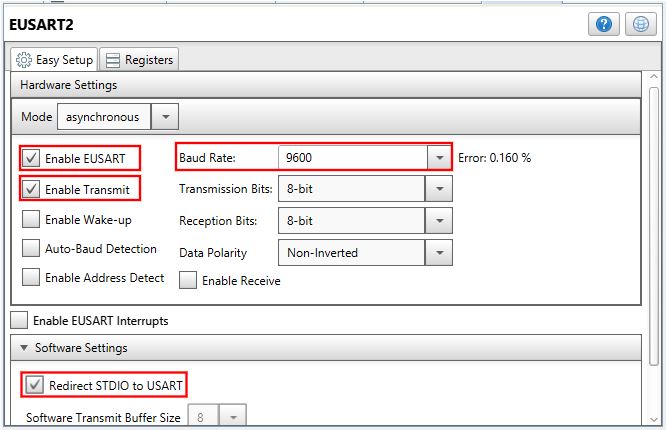 EUSART2
Easy Setup Registers
Hardware Settings
Mode asynchronous
Enable EUSART Baud Rate: 9600 Error: 0.160 %
Enable Transmit Transmission Bits: 8-bit
Enable Wake-up Reception Bits: 8-bit
Auto-Baud Detection Data Polarity Non-Inverted
Enable Address Detect Enable Receive
Enable EUSART Interrupts
Software Settings
Redirect STDIO to USART
Software Transmit Buffer Size 8